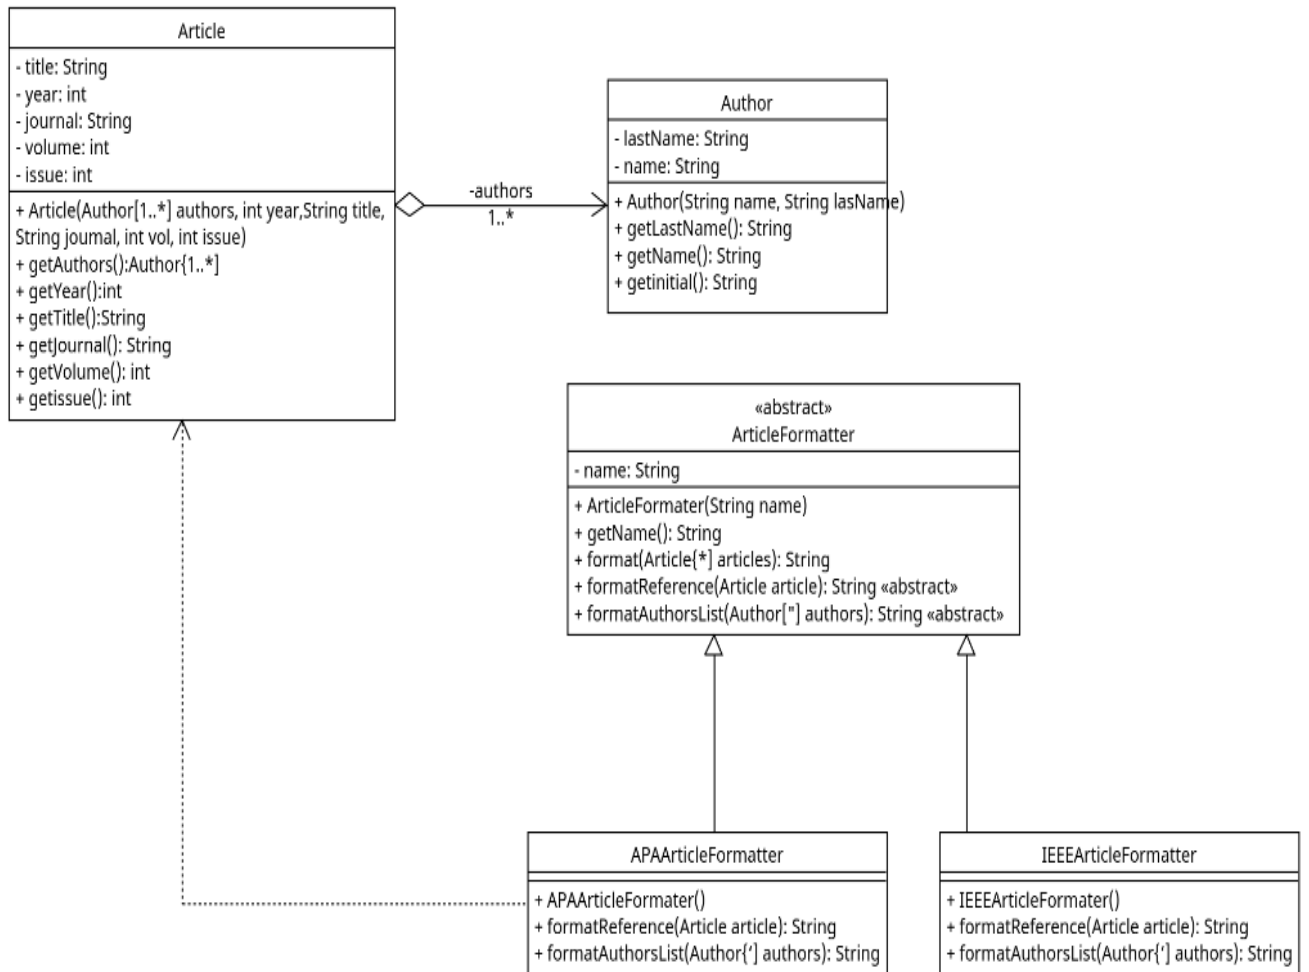 Article
- title: String
- year: int
- journal: String
- volume: int
- issue: int
+ Article(Author[1..*] authors, int year,String title,
String joumal, int vol, int issue)
+ getAuthors():Author{1..*]
+ getYear():int
+ getTitle():String
+ getJournal(): String
+ getVolume(): int
+ getissue(): int
-authors
1..*
Author
- lastName: String
- name: String
+ Author(String name, String lasName)
+ getLastName(): String
+ getName(): String
+ getinitial(): String
«abstract»
ArticleFormatter
- name: String
+ ArticleFormater(String name)
+ getName(): String
+ format(Article{*] articles): String
+ formatReference(Article article): String «abstract»
+ formatAuthorsList(Author["] authors): String «abstract»
APAArticleFormatter
+ APAArticleFormater()
+ formatReference(Article article): String
+ formatAuthorsList(Author{‘] authors): String
IEEEArticleFormatter
+ IEEEArticleFormater()
+ formatReference(Article article): String
+ formatAuthorsList(Author{‘] authors): String